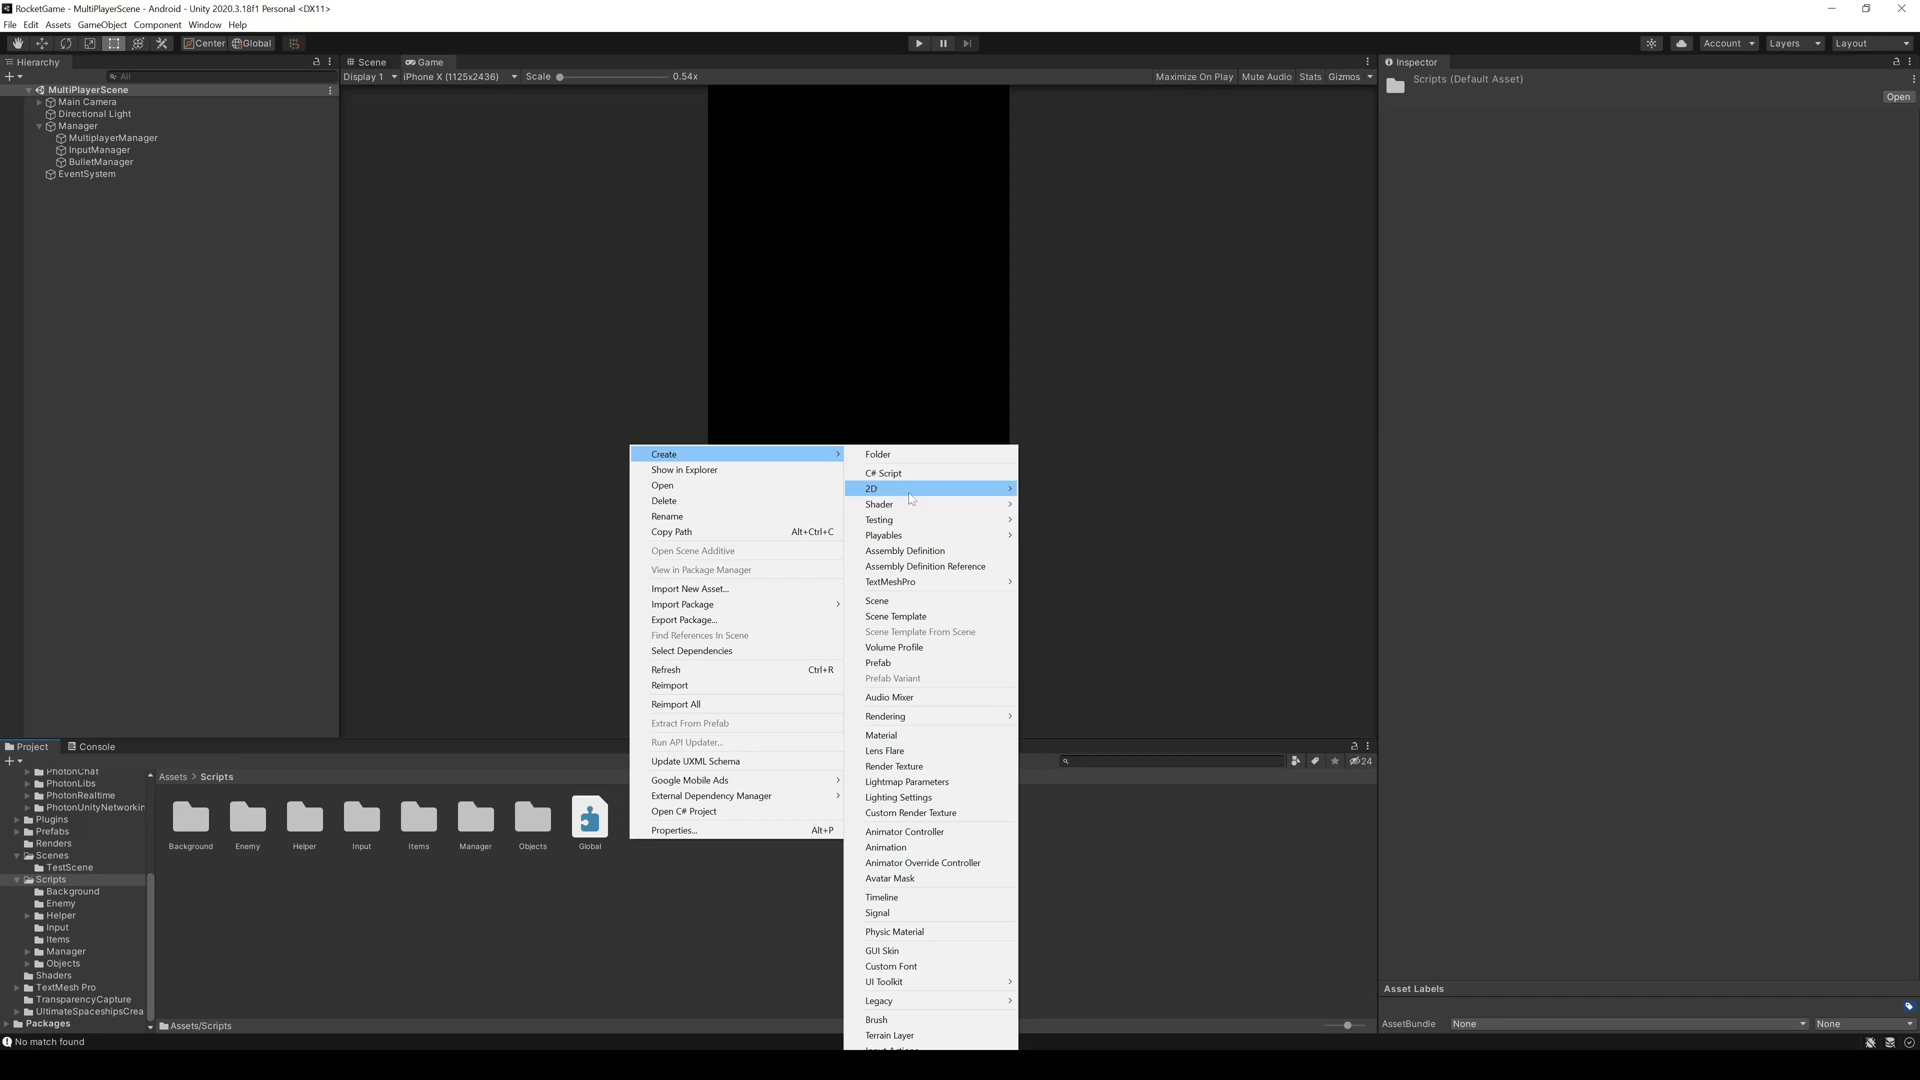 RocketGame - MultiPlayerScene - Android - Unity 2020.3.18f1 Personal <DX11>
File Edit Assets GameObject Component Window Help
Center Global Account Layers Layout
Hierarchy Scene Game Inspector
All Display 1 iPhone X (1125x2436) Scale 0.54x Maximize On Play Mute Audio Stats Gizmos Scripts (Default Asset)
MultiPlayerScene Open
Main Camera
Directional Light
Manager
MultiplayerManager
InputManager
BulletManager
EventSystem
Create
Show in Explorer
Open
Delete
Rename
Copy Path Alt+Ctrl+C
Open Scene Additive
View in Package Manager
Import New Asset...
Import Package
Export Package...
Find References In Scene
Select Dependencies
Refresh Ctrl+R
Reimport
Reimport All
Extract From Prefab
Run API Updater...
Update UXML Schema
Google Mobile Ads
External Dependency Manager
Open C# Project
Properties... Alt+P
Folder
C# Script
2D
Shader
Testing
Playables
Assembly Definition
Assembly Definition Reference
TextMeshPro
Scene
Scene Template
Scene Template From Scene
Volume Profile
Prefab
Prefab Variant
Audio Mixer
Rendering
Material
Lens Flare
Render Texture
Lightmap Parameters
Lighting Settings
Custom Render Texture
Animator Controller
Animation
Animator Override Controller
Avatar Mask
Timeline
Signal
Physic Material
GUI Skin
Custom Font
UI Toolkit
Legacy
Brush
Terrain Layer
Project Console
24
PhotonChat
PhotonLibs
PhotonRealtime
PhotonUnityNetworkin
Plugins
Prefabs
Renders
Scenes
TestScene
Scripts
Background
Enemy
Helper
Input
Items
Manager
Objects
Shaders
TextMesh Pro
TransparencyCapture
UltimateSpaceshipsCrea
Packages
Assets > Scripts
Background Enemy Helper Input Items Manager Objects Global
Assets/Scripts
Asset Labels
AssetBundle None None
No match found